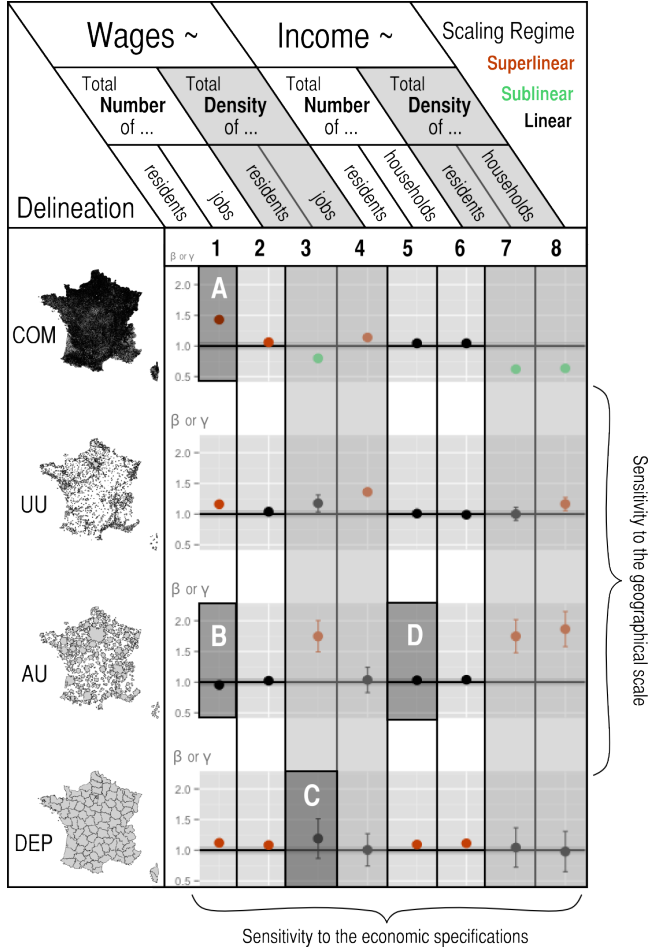 Wages ~
Income ~
Scaling Regime
Superlinear
Sublinear
Linear
Total
Number
of ...
Total
Density
of ...
Total
Number
of ...
Total
Density
of ...
Delineation
residents
jobs
residents
jobs
residents
households
residents
households
β or γ
1 2 3 4 5 6 7 8
COM
2.0
1.5
1.0
0.5
A
β or γ
UU
2.0
1.5
1.0
0.5
β or γ
AU
2.0
1.5
1.0
0.5
B
D
β or γ
DEP
2.0
1.5
1.0
0.5
C
Sensitivity to the geographical scale
Sensitivity to the economic specifications